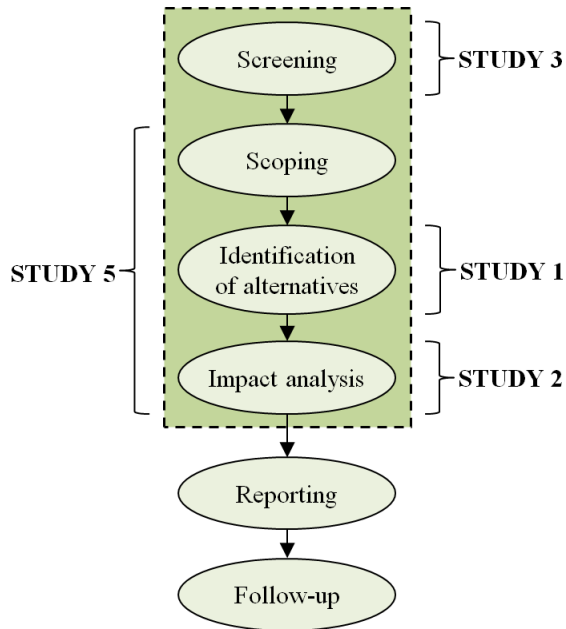 Screening
STUDY 3
Scoping
Identification
of alternatives
STUDY 1
STUDY 5
Impact analysis
STUDY 2
Reporting
Follow-up